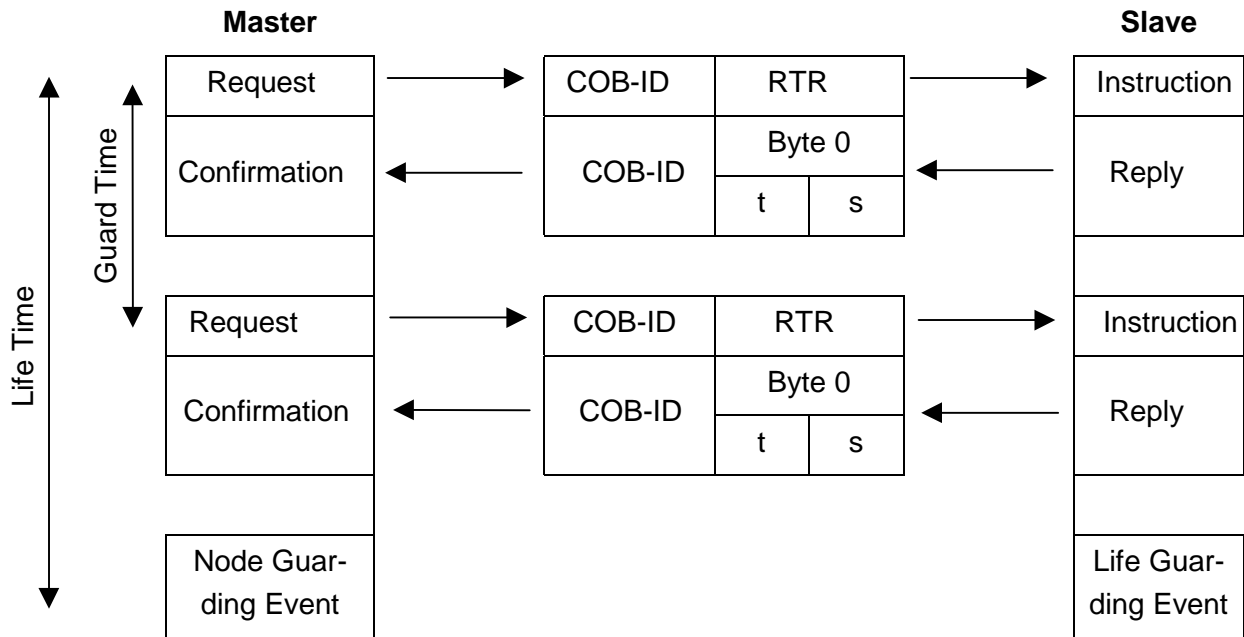 Master
Slave
Request
COB-ID
RTR
Instruction
Confirmation
COB-ID
Byte 0
t
s
Reply
Guard Time
Life Time
Request
COB-ID
RTR
Instruction
Confirmation
COB-ID
Byte 0
t
s
Reply
Node Guar-
ding Event
Life Guar-
ding Event